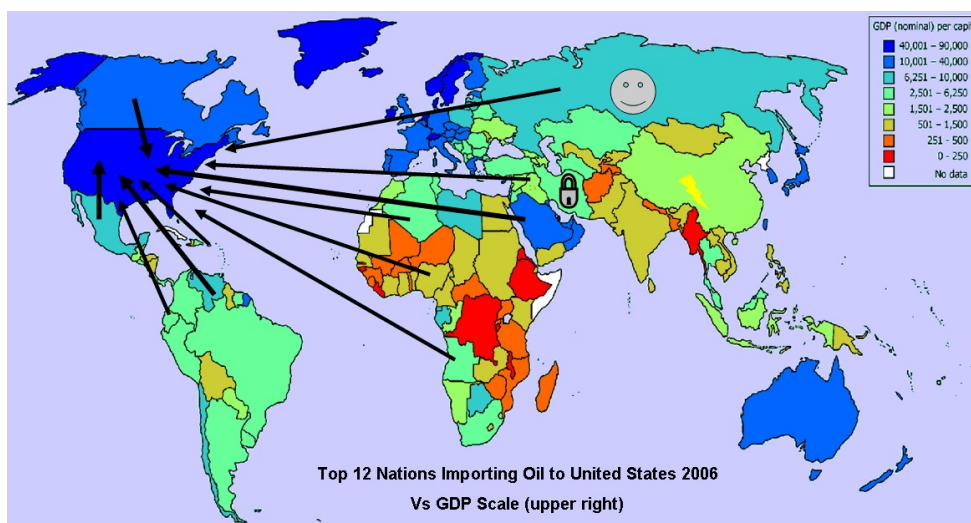 GDP (nominal) per capit
40,001 – 90,000
10,001 – 40,000
6,251 – 10,000
2,501 – 6,250
1,501 – 2,500
501 – 1,500
251 – 500
0 – 250
No data
Top 12 Nations Importing Oil to United States 2006
Vs GDP Scale (upper right)